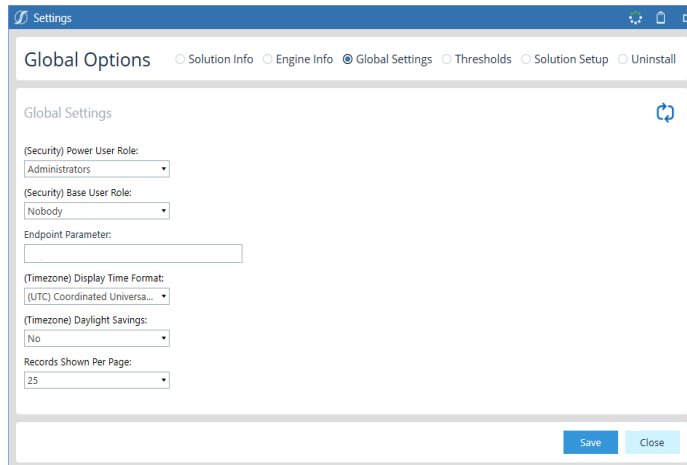 Settings
Global Options Solution Info Engine Info Global Settings Thresholds Solution Setup Uninstall
Global Settings
(Security) Power User Role:
Administrators
(Security) Base User Role:
Nobody
Endpoint Parameter:
(Timezone) Display Time Format:
(UTC) Coordinated Universa...
(Timezone) Daylight Savings:
No
Records Shown Per Page:
25
Save Close